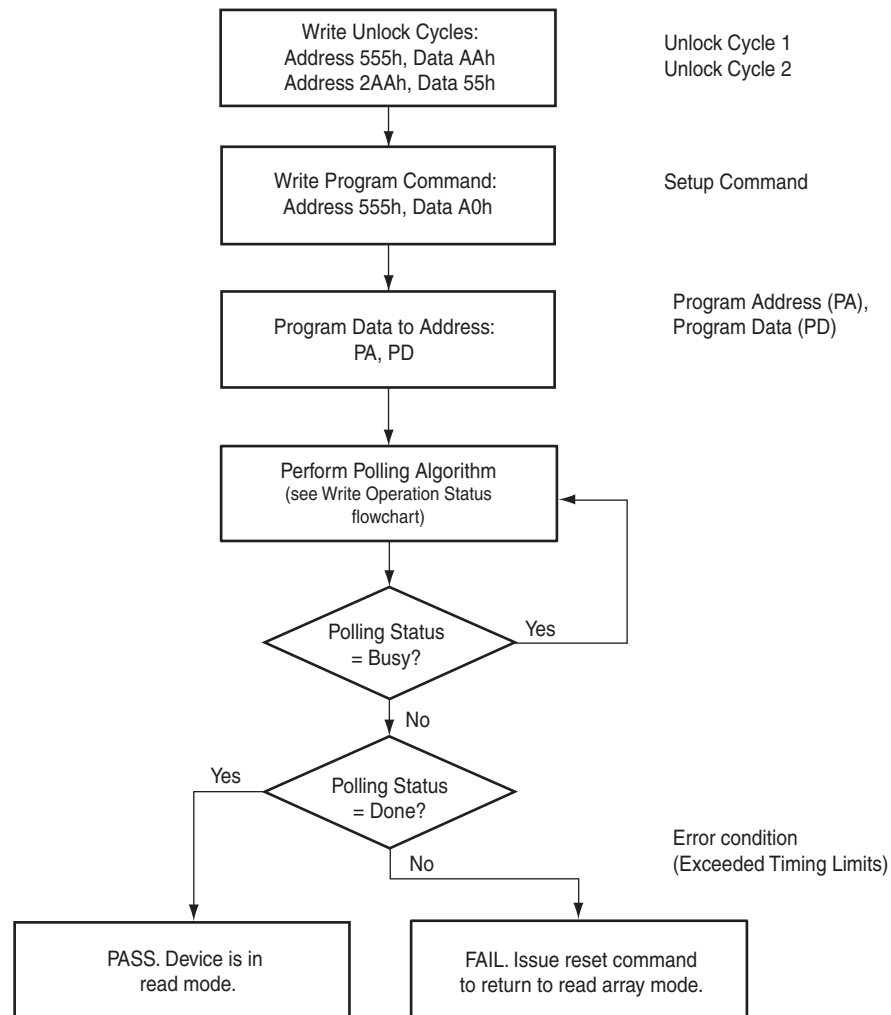 Write Unlock Cycles:
Address 555h, Data AAh
Address 2AAh, Data 55h
Unlock Cycle 1
Unlock Cycle 2
Write Program Command:
Address 555h, Data A0h
Setup Command
Program Data to Address:
PA, PD
Program Address (PA),
Program Data (PD)
Perform Polling Algorithm
(see Write Operation Status
flowchart)
Polling Status
= Busy?
Yes
No
Polling Status
= Done?
Yes
No
Error condition
(Exceeded Timing Limits)
PASS. Device is in
read mode.
FAIL. Issue reset command
to return to read array mode.